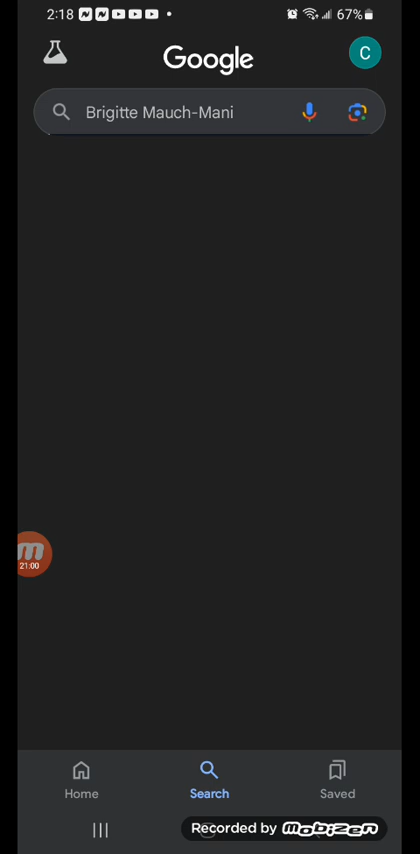 2:18 67%
Google
C
Brigitte Mauch-Mani
m
21:00
Home Search Saved
Recorded by mobizen